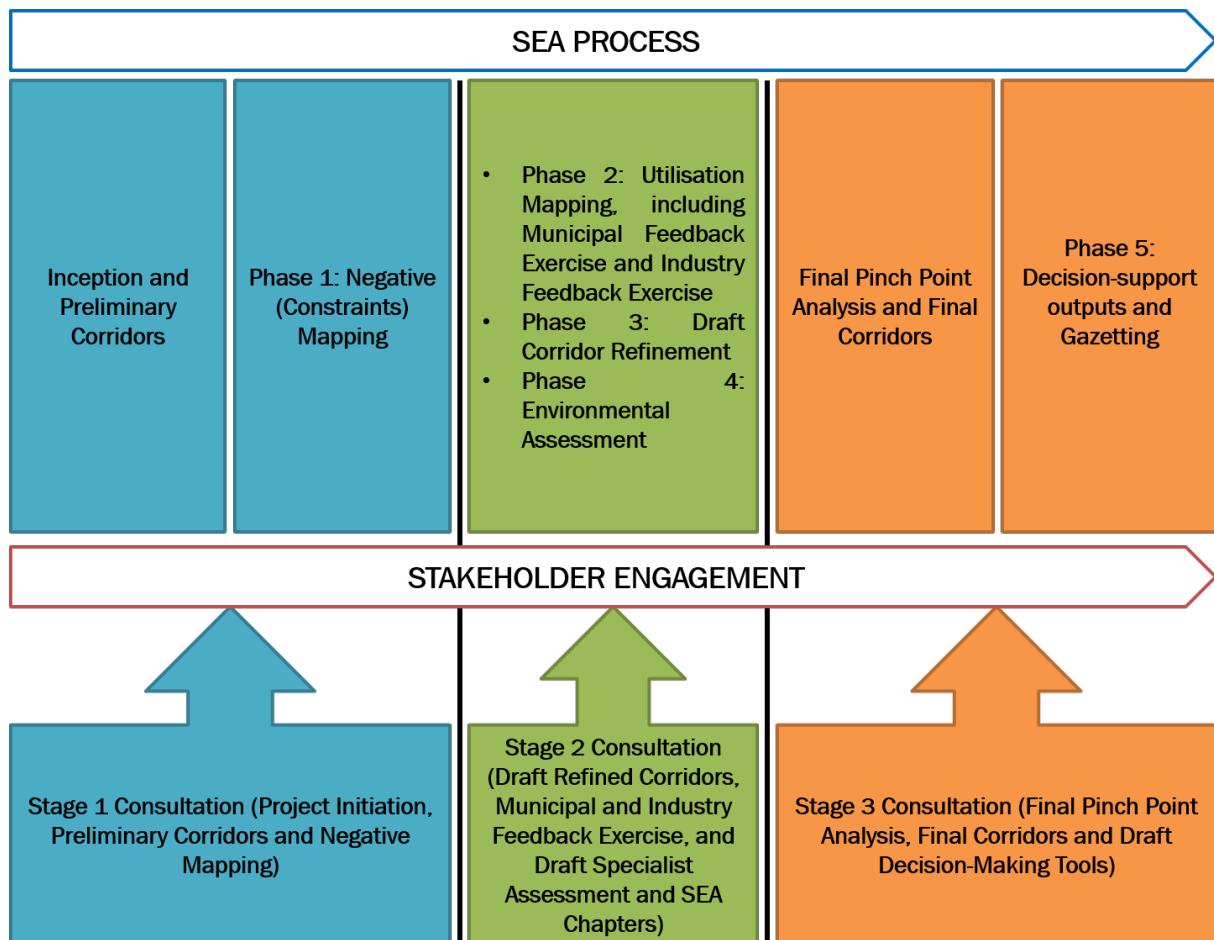 SEA PROCESS
Inception and
Preliminary
Corridors
Phase 1: Negative
(Constraints)
Mapping
• Phase 2: Utilisation
Mapping, including
Municipal Feedback
Exercise and Industry
Feedback Exercise
• Phase 3: Draft
Corridor Refinement
• Phase 4:
Environmental
Assessment
Final Pinch Point
Analysis and Final
Corridors
Phase 5:
Decision-support
outputs and
Gazetting
STAKEHOLDER ENGAGEMENT
Stage 1 Consultation (Project Initiation,
Preliminary Corridors and Negative
Mapping)
Stage 2 Consultation
(Draft Refined Corridors,
Municipal and Industry
Feedback Exercise, and
Draft Specialist
Assessment and SEA
Chapters)
Stage 3 Consultation (Final Pinch Point
Analysis, Final Corridors and Draft
Decision-Making Tools)